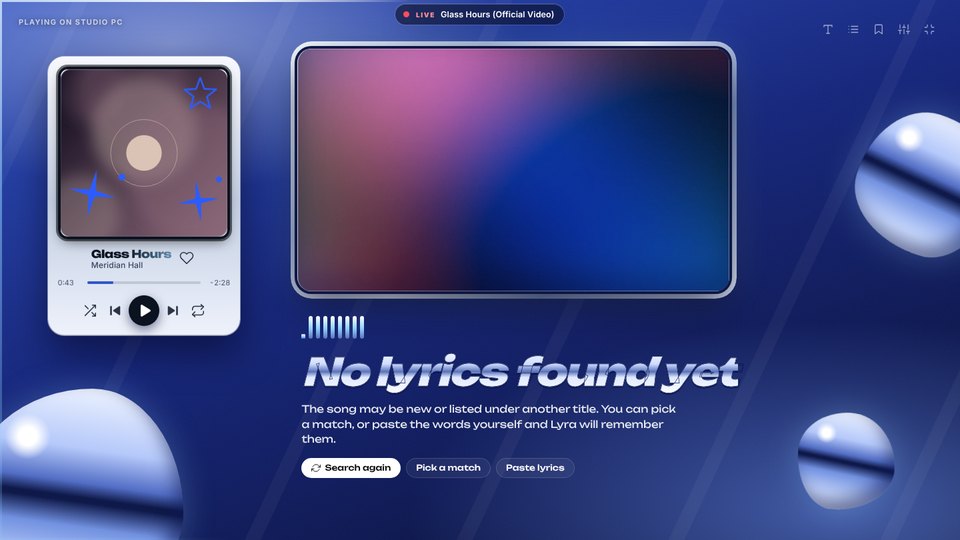 PLAYING ON STUDIO PC
LIVE Glass Hours (Official Video)
Glass Hours
Meridian Hall
0:43
-2:28
No lyrics found yet
The song may be new or listed under another title. You can pick
a match, or paste the words yourself and Lyra will remember
them.
Search again
Pick a match
Paste lyrics